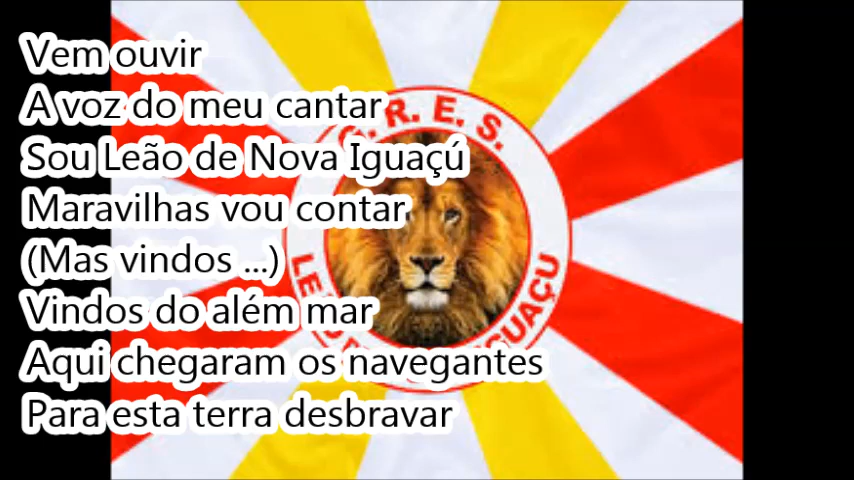 Vem ouvir
A voz do meu cantar
Sou Leão de Nova Iguaçú
Maravilhas vou contar
(Mas vindos ...)
Vindos do além mar
Aqui chegaram os navegantes
Para esta terra desbravar
R. E. S.
IGUAÇU